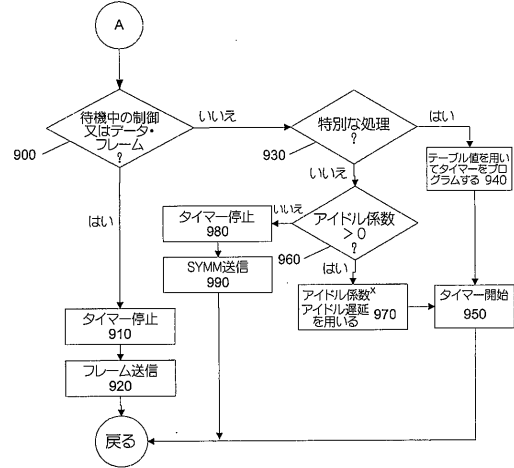 A
待機中の制御
又はデータ・
フレーム
?
900
いいえ
はい
特別な処理
?
930
はい
いいえ
テーブル値を用い
てタイマーをプロ
グラムする 940
アイドル係数
> 0
?
960
いいえ
はい
タイマー停止
980
SYMM送信
990
アイドル係数x
アイドル遅延
を用いる
970
タイマー開始
950
タイマー停止
910
フレーム送信
920
戻る